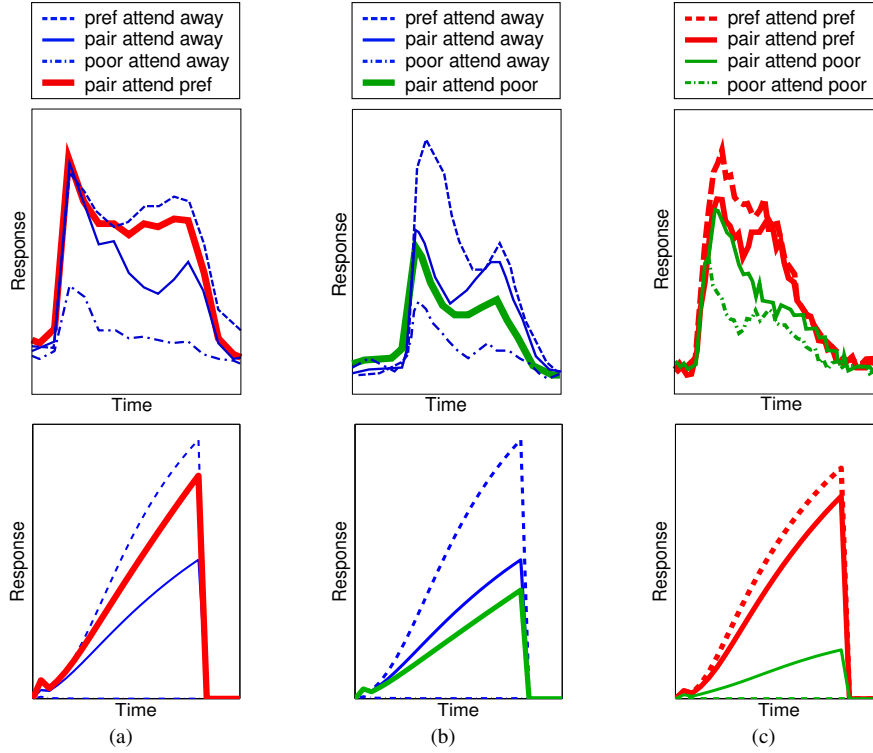 pref attend away
pair attend away
poor attend away
pair attend pref
pref attend away
pair attend away
poor attend away
pair attend poor
pref attend pref
pair attend pref
pair attend poor
poor attend poor
Response
Time
Response
Time
Response
Time
Response
Time
Response
Time
Response
Time
(a)
(b)
(c)